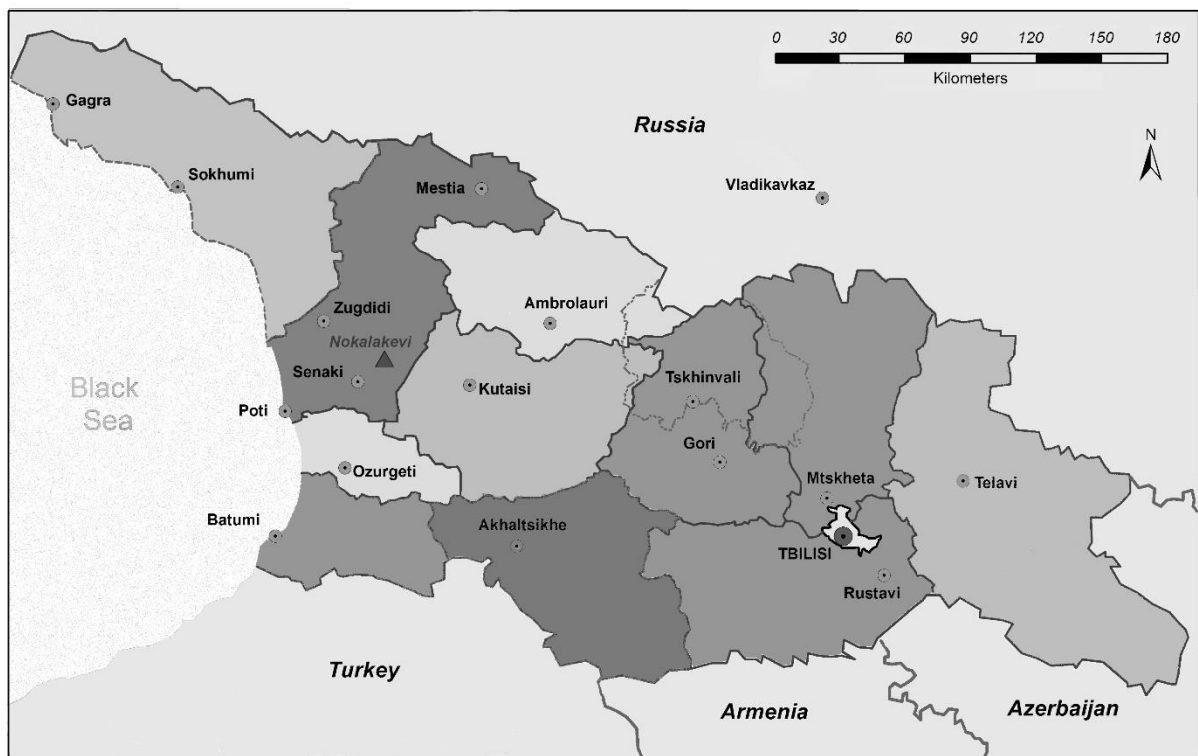 0 30 60 90 120 150 180
Kilometers
Gagra
Russia
N
Sokhumi
Mestia
Vladikavkaz
Ambrolauri
Zugdidi
Nokalakevi
Senaki
Kutaisi
Tskhinvali
Black
Sea
Poti
Gori
Ozurgeti
Mtskheta
Telavi
Batumi
Akhaltsikhe
TBILISI
Rustavi
Turkey
Armenia
Azerbaijan